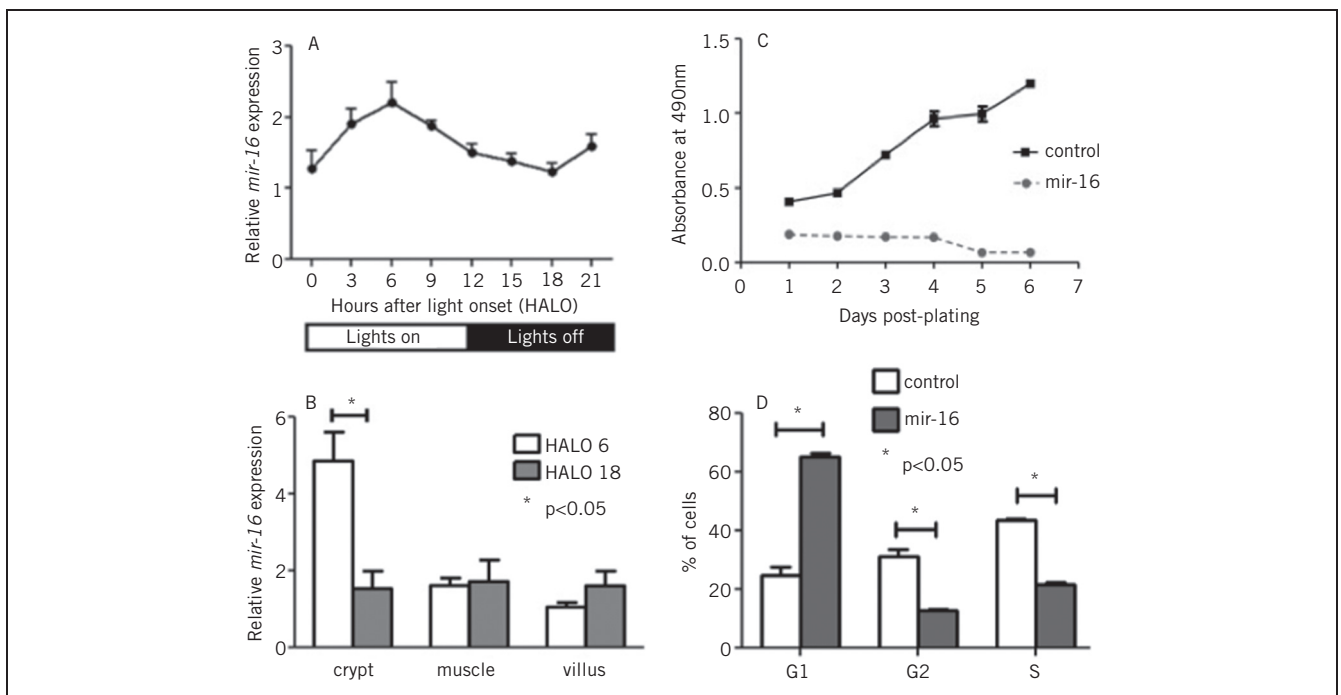 A
Relative mir-16 expression
3
2
1
0
0 3 6 9 12 15 18 21
Hours after light onset (HALO)
Lights on Lights off
C
Absorbance at 490nm
1.5
1.0
0.5
0.0
control
mir-16
0 1 2 3 4 5 6 7
Days post-plating
B
Relative mir-16 expression
6
4
2
0
*
HALO 6
HALO 18
* p<0.05
crypt muscle villus
D
% of cells
80
60
40
20
0
control
mir-16
* p<0.05
*
*
*
G1 G2 S